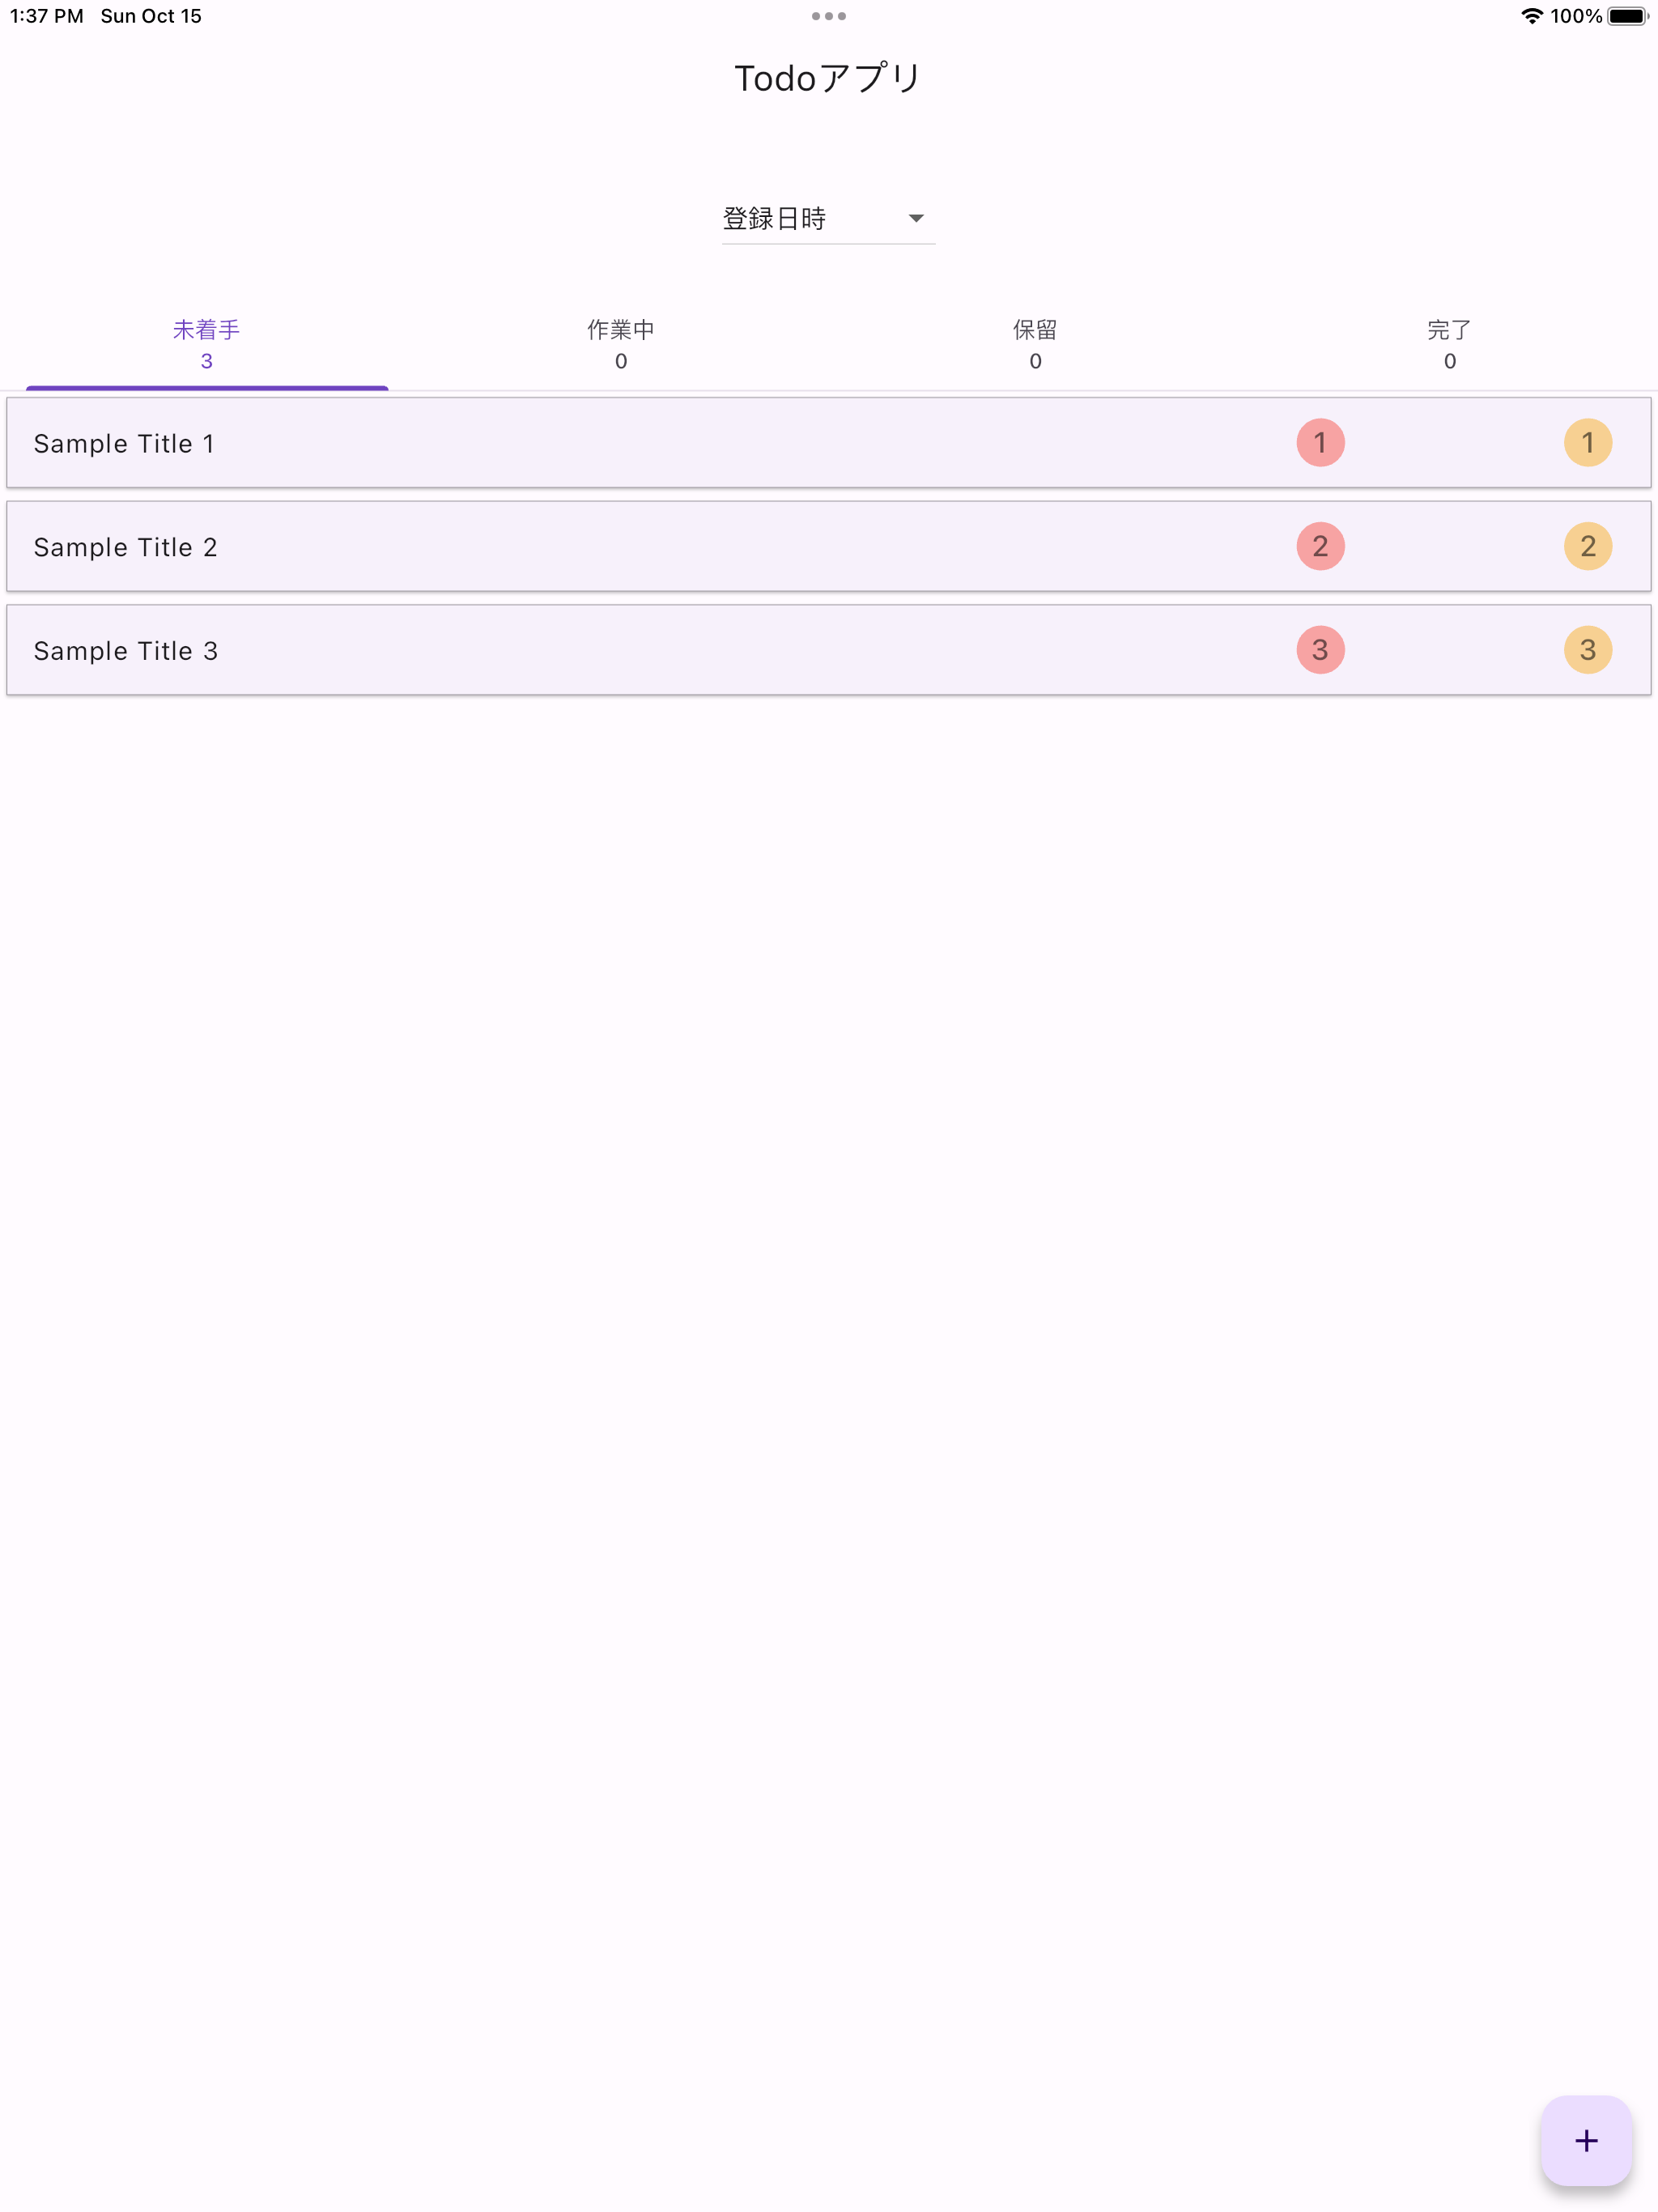 1:37 PM Sun Oct 15 100%
Todoアプリ
登録日時
未着手 作業中 保留 完了
3 0 0 0
Sample Title 1 1 1
Sample Title 2 2 2
Sample Title 3 3 3
+